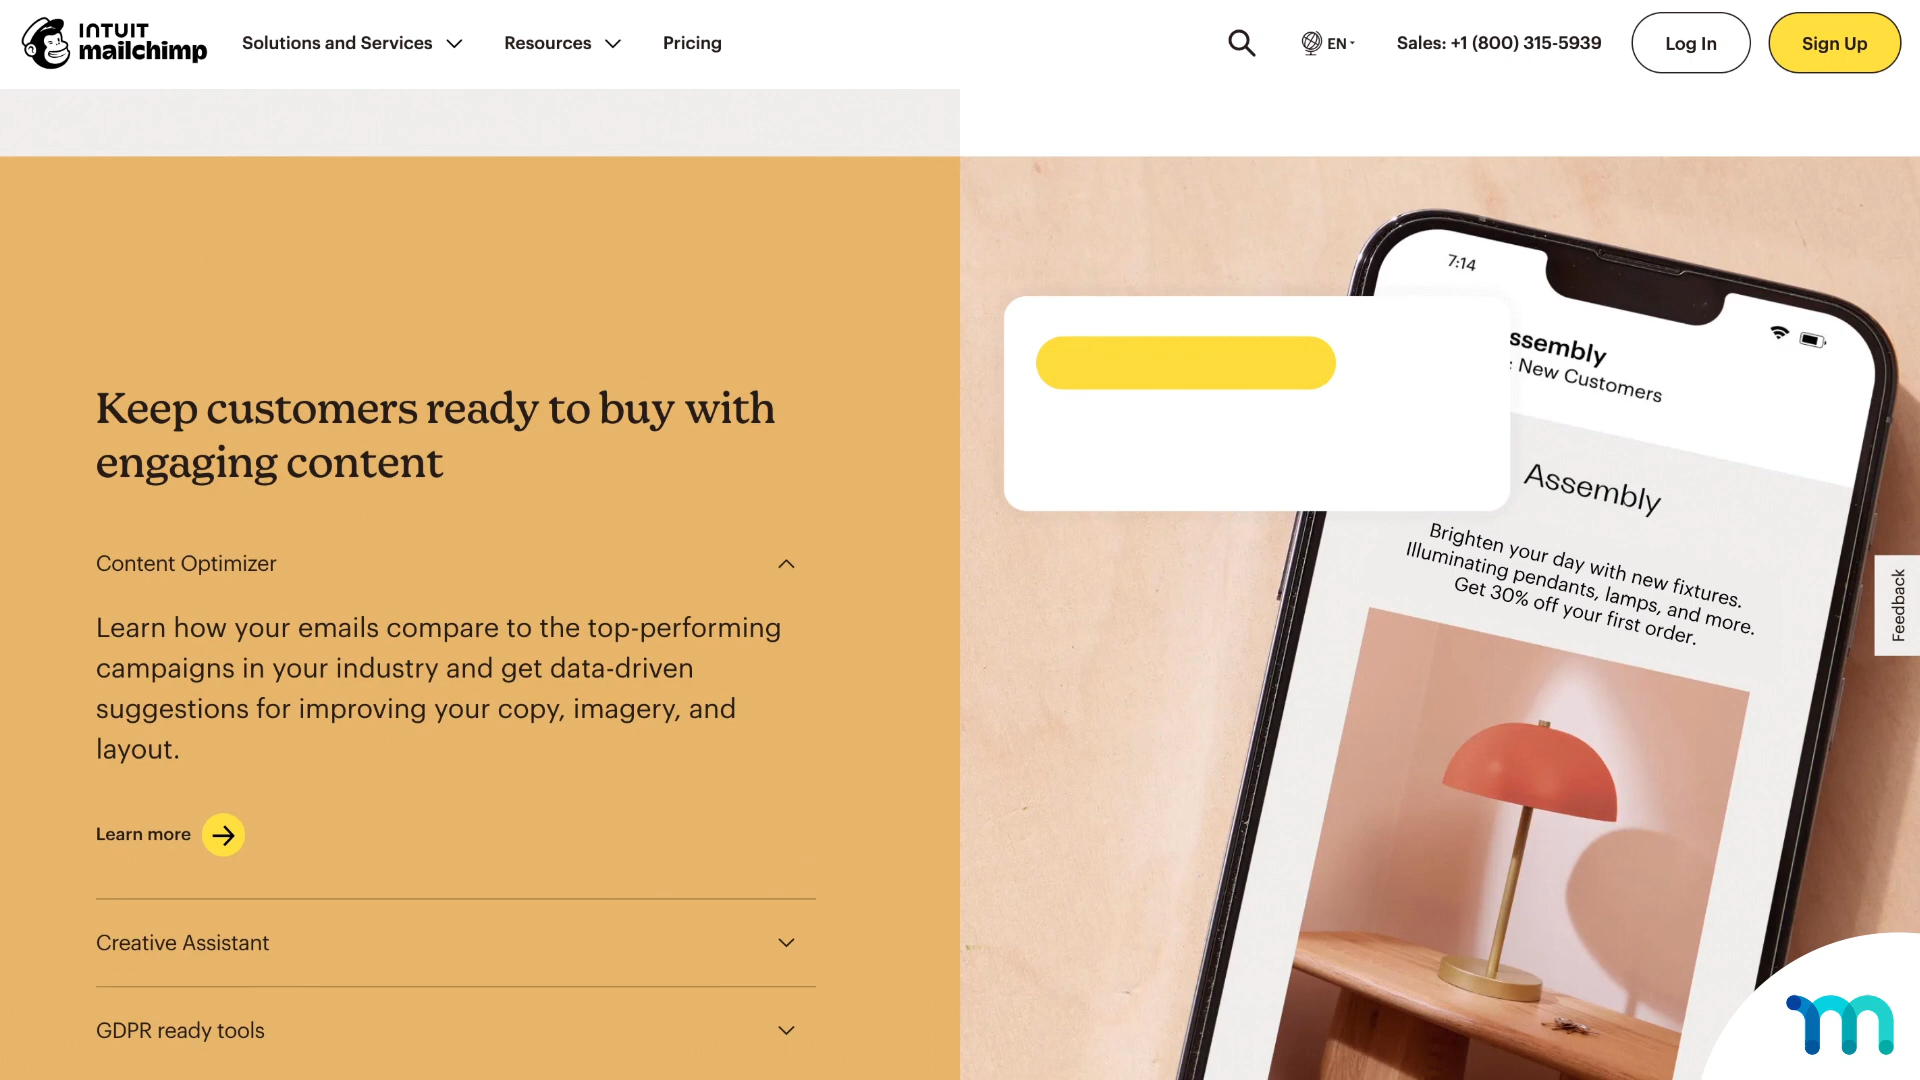 INTUIT
mailchimp
Solutions and Services
Resources
Pricing
EN
Sales: +1 (800) 315-5939
Log In
Sign Up
Keep customers ready to buy with
engaging content
Content Optimizer
Learn how your emails compare to the top-performing
campaigns in your industry and get data-driven
suggestions for improving your copy, imagery, and
layout.
Learn more
Creative Assistant
GDPR ready tools
7:14
ssembly
: New Customers
Assembly
Brighten your day with new fixtures.
Illuminating pendants, lamps, and more.
Get 30% off your first order.
Feedback
m